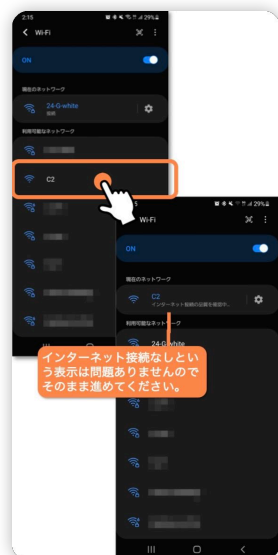 2:15
29%
Wi-Fi
ON
現在のネットワーク
24-G-white
接続
利用可能なネットワーク
C2
29%
Wi-Fi
ON
現在のネットワーク
C2
インターネット接続の品質を確認中。
利用可能なネットワーク
24-G-white
インターネット接続なしとい
う表示は問題ありませんので
そのまま進めてください。